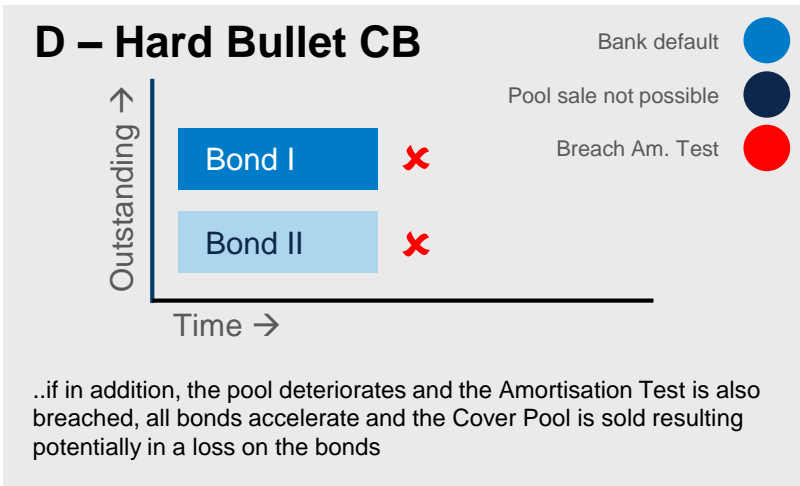 D – Hard Bullet CB
Bank default
Pool sale not possible
Breach Am. Test
Outstanding →
Bond I ✘
Bond II ✘
Time →
..if in addition, the pool deteriorates and the Amortisation Test is also
breached, all bonds accelerate and the Cover Pool is sold resulting
potentially in a loss on the bonds